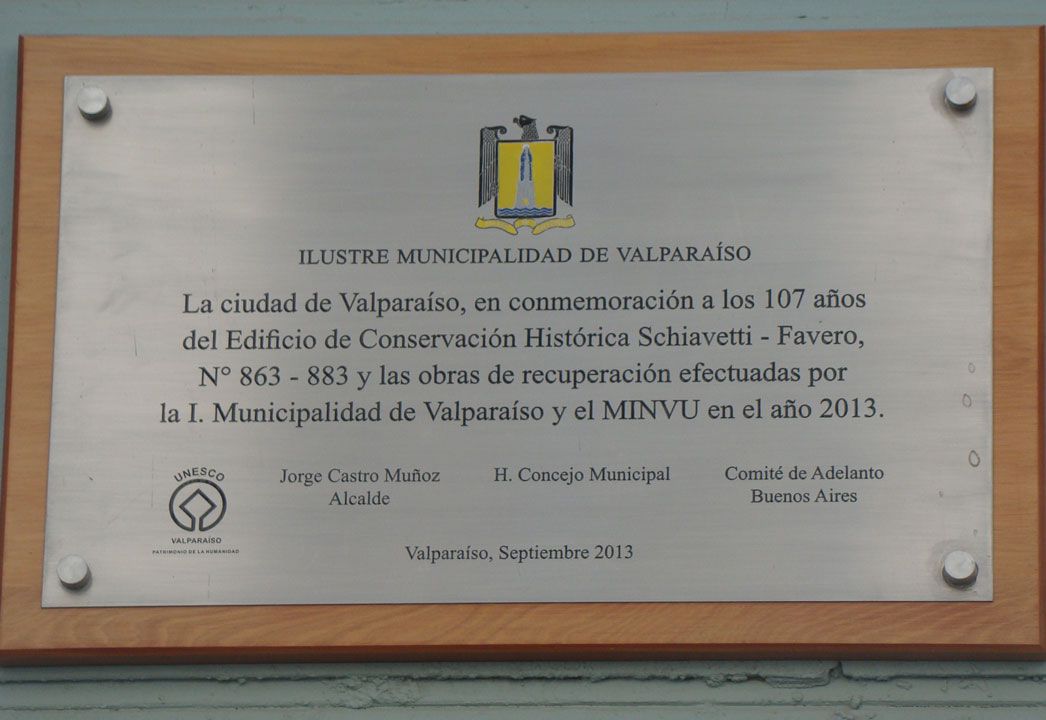 ILUSTRE MUNICIPALIDAD DE VALPARAÍSO
La ciudad de Valparaíso, en conmemoración a los 107 años
del Edificio de Conservación Histórica Schiavetti - Favero,
N° 863 - 883 y las obras de recuperación efectuadas por
la I. Municipalidad de Valparaíso y el MINVU en el año 2013.
UNESCO
VALPARAÍSO
PATRIMONIO DE LA HUMANIDAD
Jorge Castro Muñoz
Alcalde
H. Concejo Municipal
Comité de Adelanto
Buenos Aires
Valparaíso, Septiembre 2013